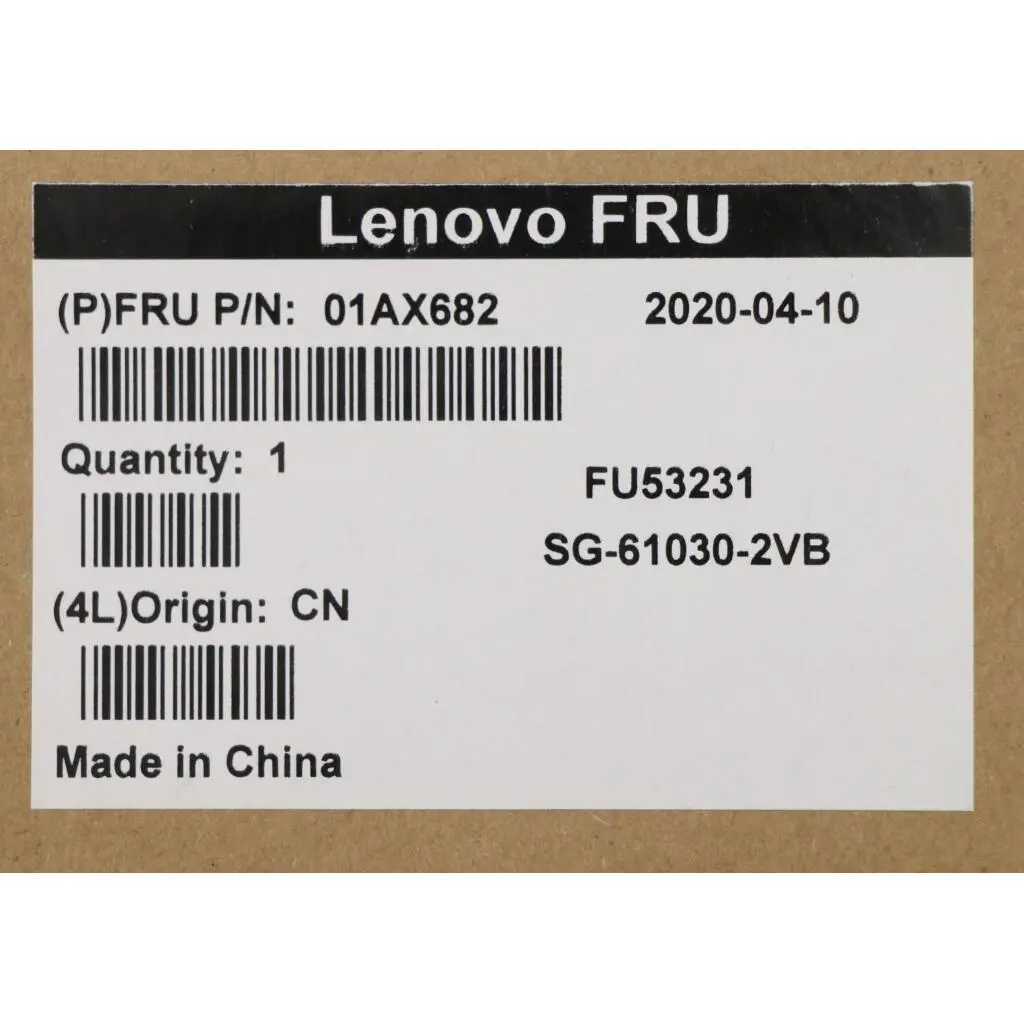 Lenovo FRU
(P)FRU P/N: 01AX682 2020-04-10
Quantity: 1
FU53231
SG-61030-2VB
(4L)Origin: CN
Made in China